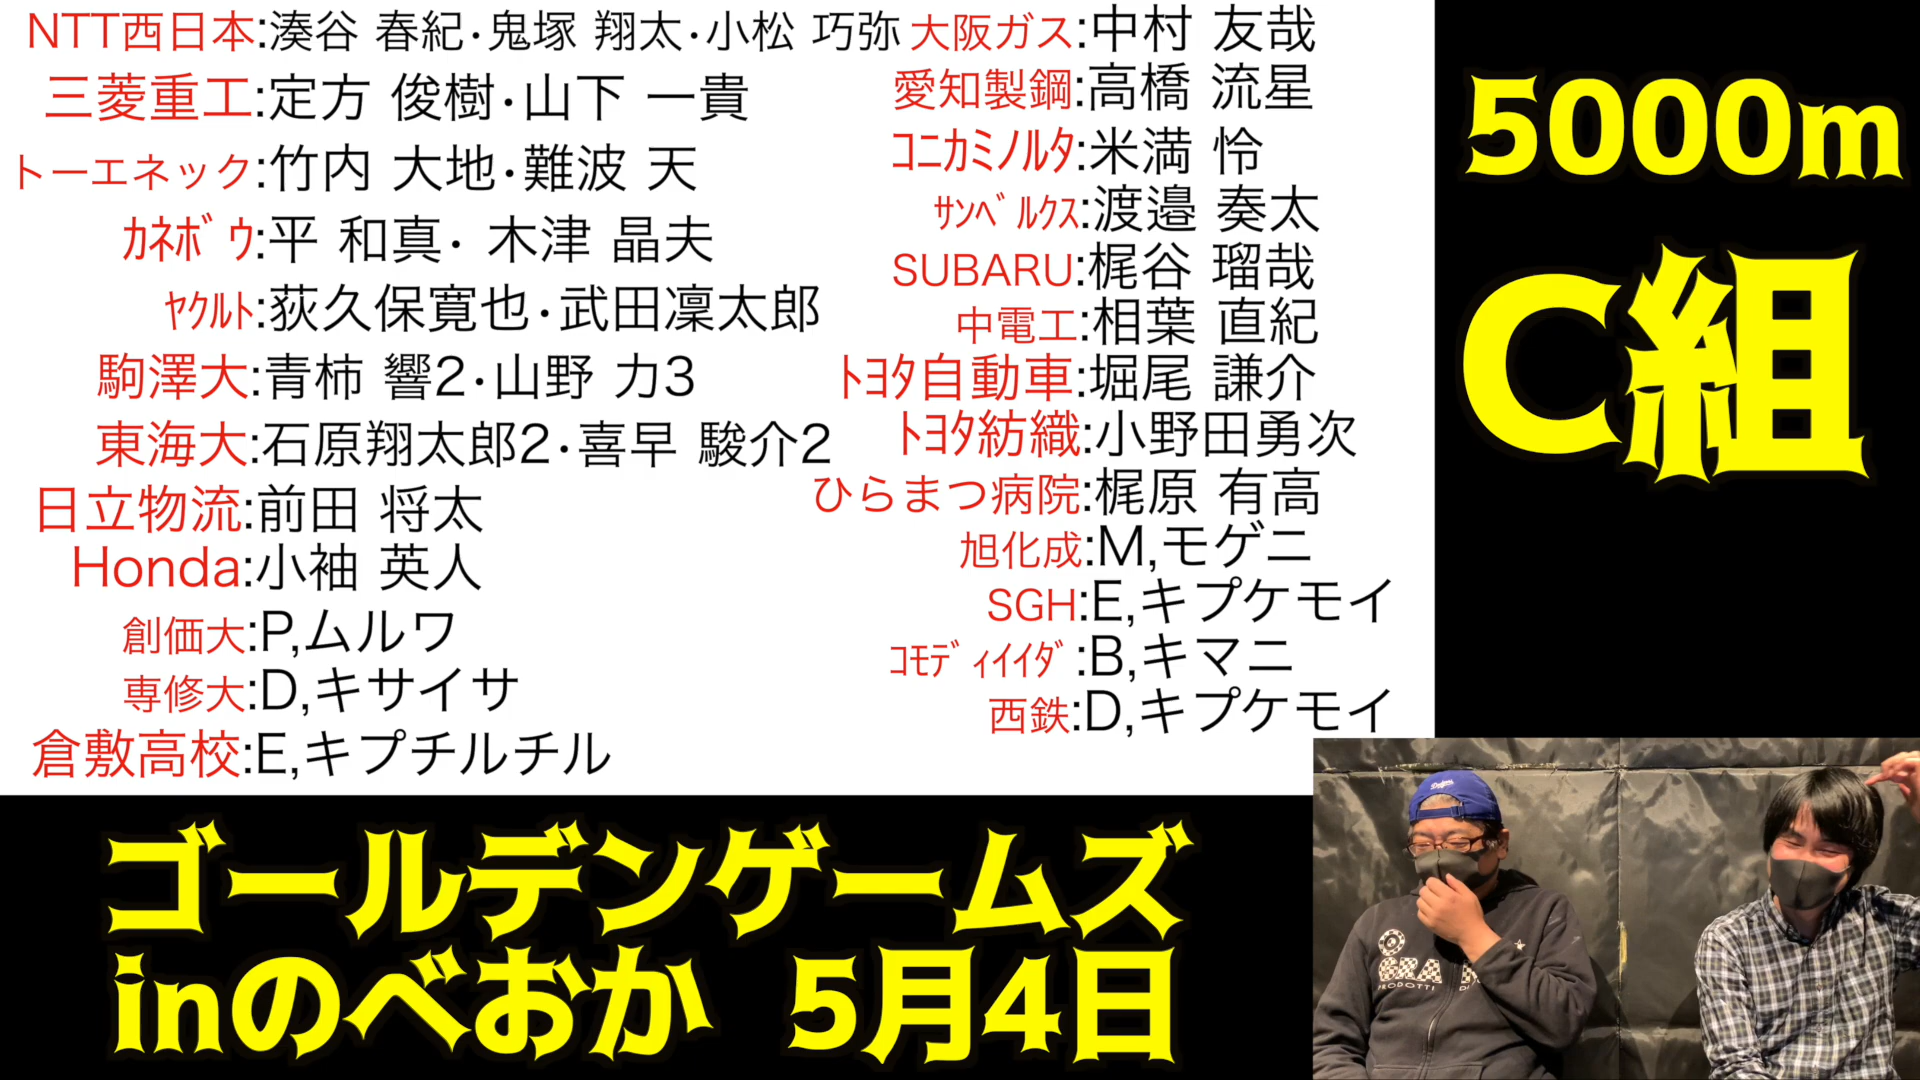 NTT西日本:湊谷 春紀・鬼塚 翔太・小松 巧弥
三菱重工:定方 俊樹・山下 一貴
トーエネック:竹内 大地・難波 天
ｶﾈﾎﾞｳ:平 和真・ 木津 晶夫
ﾔｸﾙﾄ:荻久保寛也・武田凜太郎
駒澤大:青柿 響2・山野 力3
東海大:石原翔太郎2・喜早 駿介2
日立物流:前田 将太
Honda:小袖 英人
創価大:P,ムルワ
専修大:D,キサイサ
倉敷高校:E,キプチルチル
大阪ガス:中村 友哉
愛知製鋼:高橋 流星
ｺﾆｶﾐﾉﾙﾀ:米満 怜
ｻﾝﾍﾞﾙｸｽ:渡邉 奏太
SUBARU:梶谷 瑠哉
中電工:相葉 直紀
ﾄﾖﾀ自動車:堀尾 謙介
ﾄﾖﾀ紡織:小野田勇次
ひらまつ病院:梶原 有高
旭化成:M,モゲニ
SGH:E,キプケモイ
ｺﾓﾃﾞｨｲｲﾀﾞ:B,キマニ
西鉄:D,キプケモイ
5000m
C組
ゴールデンゲームズ
inのべおか 5月4日
Dodgers
PRODOTTI